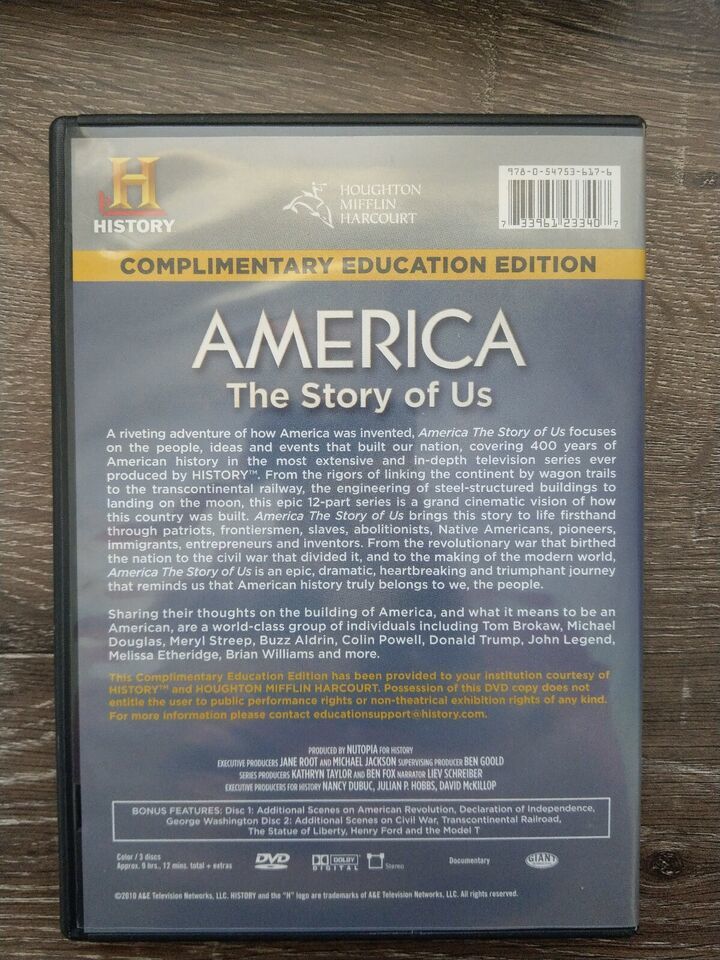 H
HISTORY
HOUGHTON
MIFFLIN
HARCOURT
978-0-54753-617-6
7 33961 23340 7
COMPLIMENTARY EDUCATION EDITION
AMERICA
The Story of Us
A riveting adventure of how America was invented, America The Story of Us focuses
on the people, ideas and events that built our nation, covering 400 years of
American history in the most extensive and in-depth television series ever
produced by HISTORY™. From the rigors of linking the continent by wagon trails
to the transcontinental railway, the engineering of steel-structured buildings to
landing on the moon, this epic 12-part series is a grand cinematic vision of how
this country was built. America The Story of Us brings this story to life firsthand
through patriots, frontiersmen, slaves, abolitionists, Native Americans, pioneers,
immigrants, entrepreneurs and inventors. From the revolutionary war that birthed
the nation to the civil war that divided it, and to the making of the modern world,
America The Story of Us is an epic, dramatic, heartbreaking and triumphant journey
that reminds us that American history truly belongs to we, the people.
Sharing their thoughts on the building of America, and what it means to be an
American, are a world-class group of individuals including Tom Brokaw, Michael
Douglas, Meryl Streep, Buzz Aldrin, Colin Powell, Donald Trump, John Legend,
Melissa Etheridge, Brian Williams and more.
This Complimentary Education Edition has been provided to your institution courtesy of
HISTORY™ and HOUGHTON MIFFLIN HARCOURT. Possession of this DVD copy does not
entitle the user to public performance rights or non-theatrical exhibition rights of any kind.
For more information please contact educationsupport@history.com.
PRODUCED BY NUTOPIA FOR HISTORY
EXECUTIVE PRODUCERS JANE ROOT AND MICHAEL JACKSON SUPERVISING PRODUCER BEN GOOLD
SERIES PRODUCERS KATHRYN TAYLOR AND BEN FOX NARRATOR LIEV SCHREIBER
EXECUTIVE PRODUCERS FOR HISTORY NANCY DUBUC, JULIAN P. HOBBS, DAVID McKILLOP
BONUS FEATURES: Disc 1: Additional Scenes on American Revolution, Declaration of Independence,
George Washington Disc 2: Additional Scenes on Civil War, Transcontinental Railroad,
The Statue of Liberty, Henry Ford and the Model T
Color / 3 discs
Approx. 9 hrs., 12 mins. total + extras
DVD
DOLBY
DIGITAL
Stereo
Documentary
GIANT
©2010 A&E Television Networks, LLC. HISTORY and the "H" logo are trademarks of A&E Television Networks, LLC. All rights reserved.